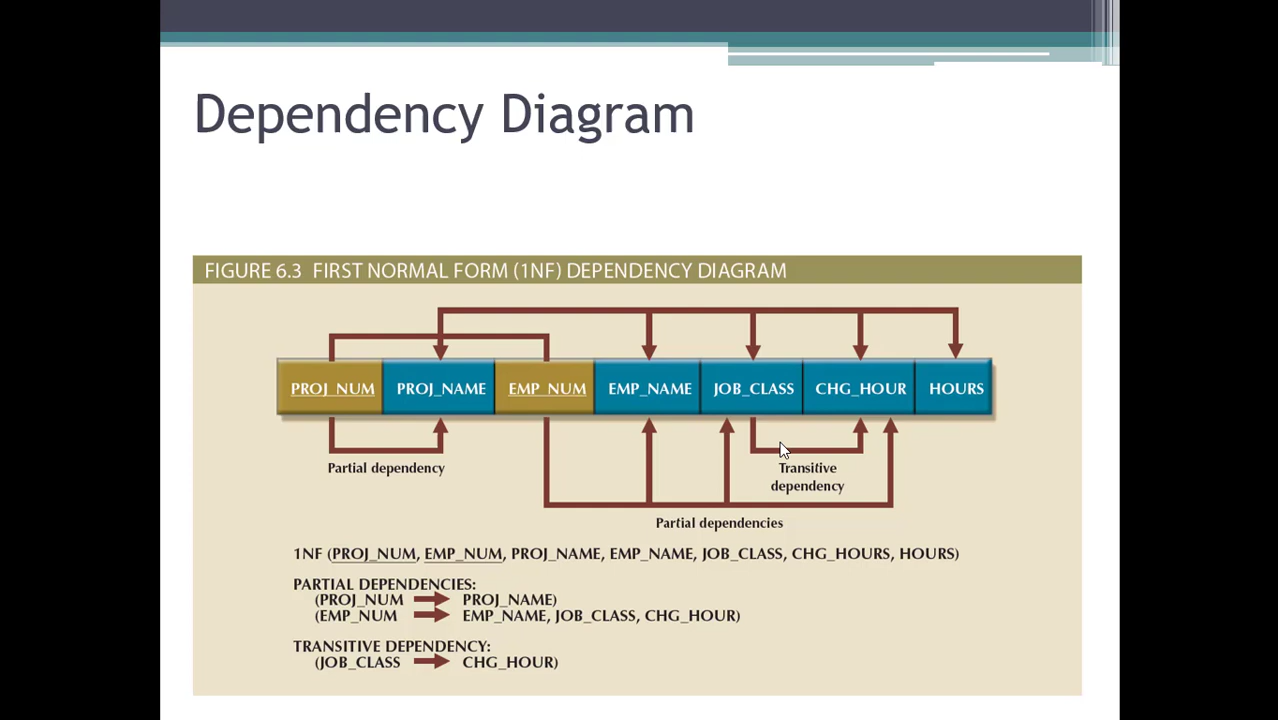 Dependency Diagram
FIGURE 6.3 FIRST NORMAL FORM (1NF) DEPENDENCY DIAGRAM
PROJ_NUM PROJ_NAME EMP_NUM EMP_NAME JOB_CLASS CHG_HOUR HOURS
Partial dependency
Transitive
dependency
Partial dependencies
1NF (PROJ_NUM, EMP_NUM, PROJ_NAME, EMP_NAME, JOB_CLASS, CHG_HOURS, HOURS)
PARTIAL DEPENDENCIES:
(PROJ_NUM PROJ_NAME)
(EMP_NUM EMP_NAME, JOB_CLASS, CHG_HOUR)
TRANSITIVE DEPENDENCY:
(JOB_CLASS CHG_HOUR)